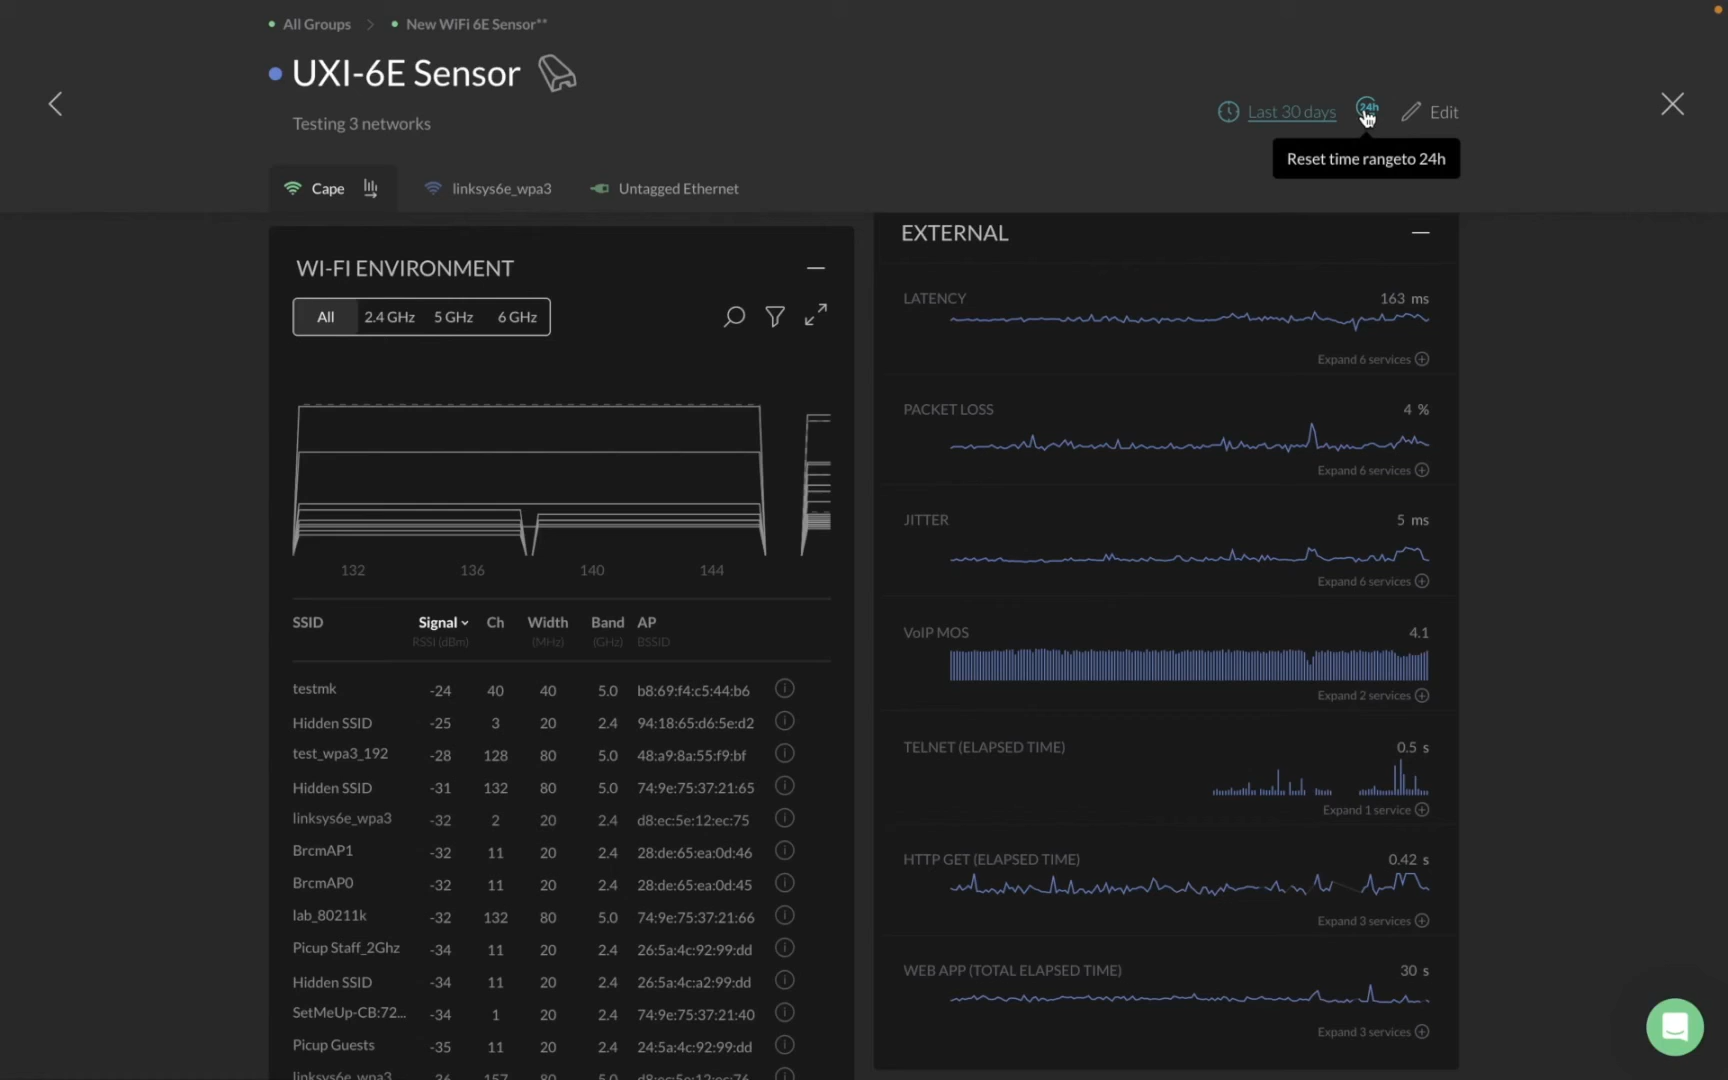 All Groups > New WiFi 6E Sensor**
UXI-6E Sensor
Testing 3 networks
Last 30 days 24h Edit
Reset time rangeto 24h
Cape linksys6e_wpa3 Untagged Ethernet
WI-FI ENVIRONMENT
All 2.4 GHz 5 GHz 6 GHz
132 136 140 144
SSID Signal Ch Width Band AP
RSSI (dBm) (MHz) (GHz) BSSID
testmk -24 40 40 5.0 b8:69:f4:c5:44:b6
Hidden SSID -25 3 20 2.4 94:18:65:d6:5e:d2
test_wpa3_192 -28 128 80 5.0 48:a9:8a:55:f9:bf
Hidden SSID -31 132 80 5.0 74:9e:75:37:21:65
linksys6e_wpa3 -32 2 20 2.4 d8:ec:5e:12:ec:75
BrcmAP1 -32 11 20 2.4 28:de:65:ea:0d:46
BrcmAP0 -32 11 20 2.4 28:de:65:ea:0d:45
lab_80211k -32 132 80 5.0 74:9e:75:37:21:66
Picup Staff_2Ghz -34 11 20 2.4 26:5a:4c:92:99:dd
Hidden SSID -34 11 20 2.4 26:5a:4c:a2:99:dd
SetMeUp-CB:72... -34 1 20 2.4 74:9e:75:37:21:40
Picup Guests -35 11 20 2.4 24:5a:4c:92:99:dd
linksys6e_wpa3 -36 157 80 5.0 d8:ec:5e:12:ec:76
EXTERNAL
LATENCY 163 ms
Expand 6 services
PACKET LOSS 4 %
Expand 6 services
JITTER 5 ms
Expand 6 services
VoIP MOS 4.1
Expand 2 services
TELNET (ELAPSED TIME) 0.5 s
Expand 1 service
HTTP GET (ELAPSED TIME) 0.42 s
Expand 3 services
WEB APP (TOTAL ELAPSED TIME) 30 s
Expand 3 services